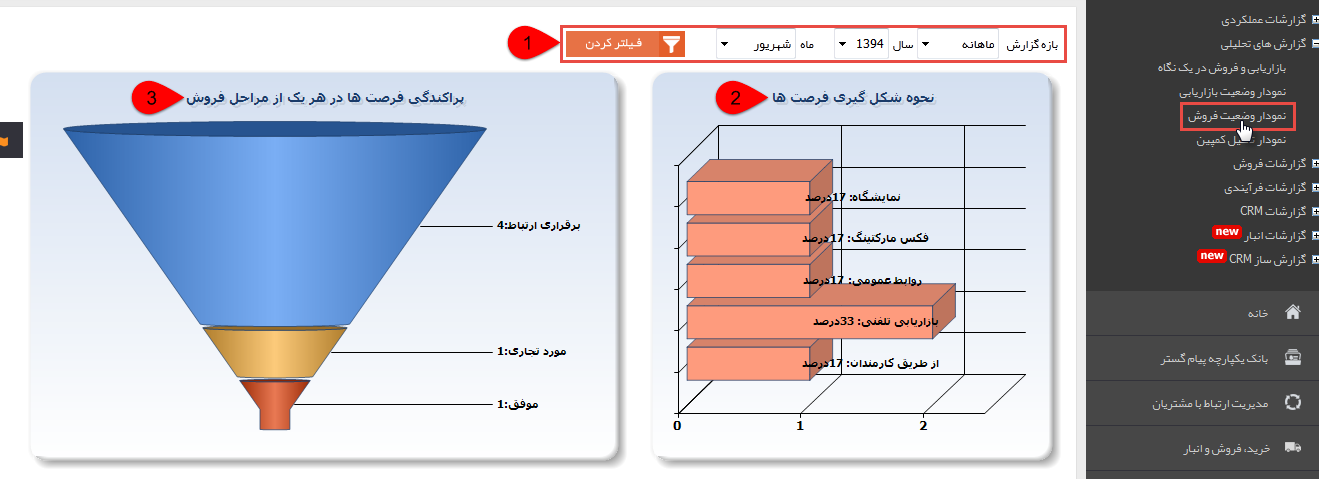 گزارشات عملکردی
گزارش های تحلیلی
بازاریابی و فروش در یک نگاه
نمودار وضعیت بازاریابی
نمودار وضعیت فروش
نمودار تحلیل کمپین
گزارشات فروش
گزارشات فرآیندی
گزارشات CRM
گزارشات انبار new
گزارش ساز CRM new
خانه
بانک یکپارچه پیام گستر
مدیریت ارتباط با مشتریان
خرید، فروش و انبار
بازه گزارش ماهانه سال 1394 ماه شهریور فیلتر کردن 1
نحوه شکل گیری فرصت ها 2
نمایشگاه: 17درصد
فکس مارکتینگ: 17درصد
روابط عمومی: 17درصد
بازاریابی تلفنی: 33درصد
از طریق کارمندان: 17درصد
0 1 2
پراکندگی فرصت ها در هر یک از مراحل فروش 3
برقراری ارتباط:4
مورد تجاری:1
موفق:1